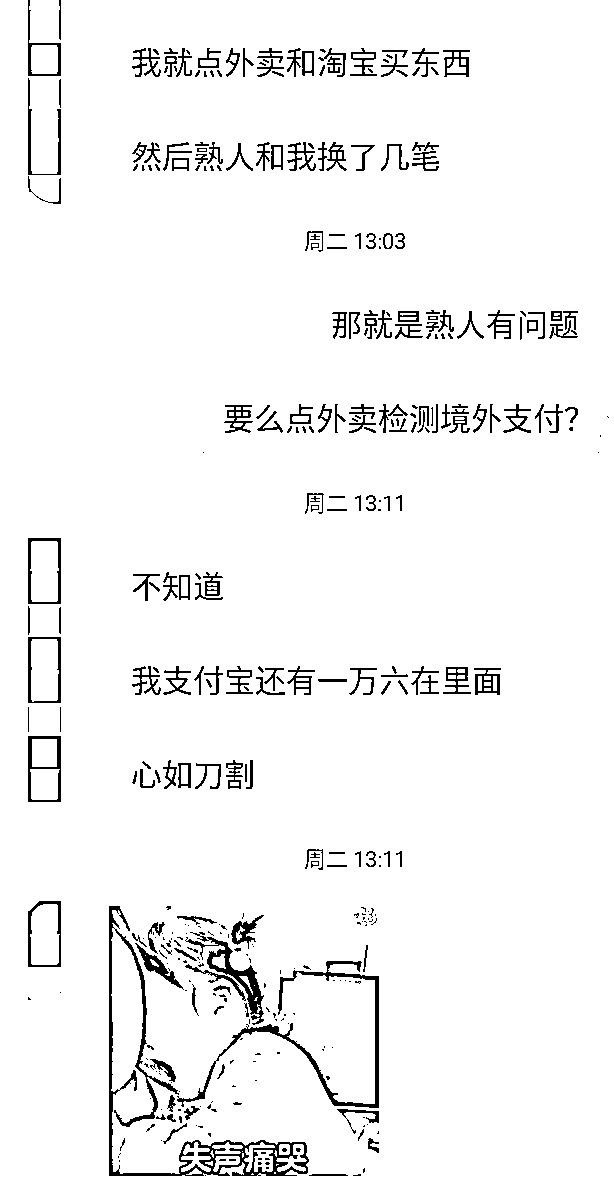 我就点外卖和淘宝买东西
然后熟人和我换了几笔
周二 13:03
那就是熟人有问题
要么点外卖检测境外支付?
周二 13:11
不知道
我支付宝还有一万六在里面
心如刀割
周二 13:11
失声痛哭